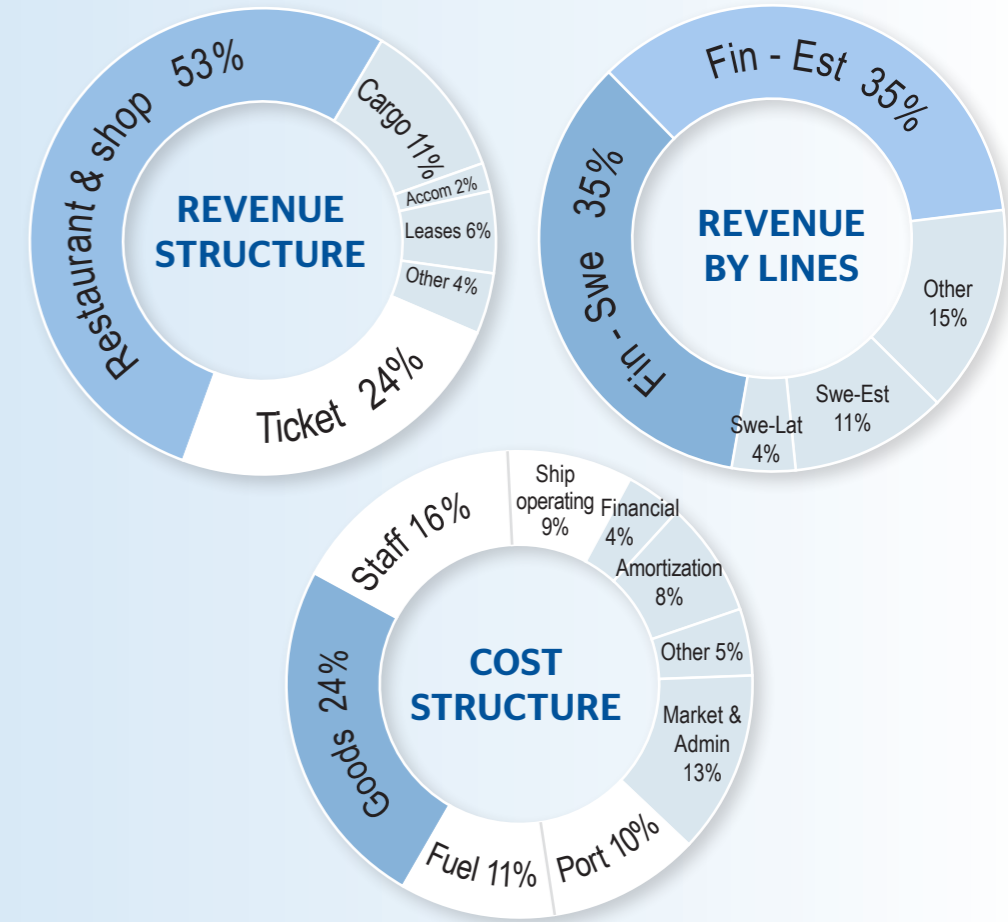 Restaurant & shop 53%
Cargo 11%
Accom 2%
Leases 6%
Other 4%
Ticket 24%
REVENUE
STRUCTURE
Fin - Est 35%
Other
15%
Swe-Est
11%
Swe-Lat
4%
Fin - Swe 35%
REVENUE
BY LINES
Staff 16%
Ship
operating
9%
Financial
4%
Amortization
8%
Other 5%
Market &
Admin
13%
Port 10%
Fuel 11%
Goods 24%
COST
STRUCTURE